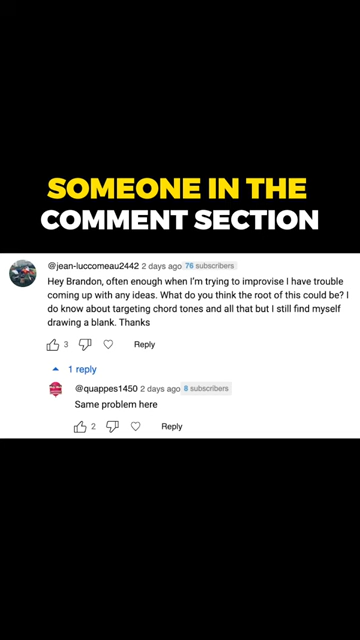 SOMEONE IN THE
COMMENT SECTION
@jean-luccomeau2442 2 days ago 76 subscribers
Hey Brandon, often enough when I'm trying to improvise I have trouble
coming up with any ideas. What do you think the root of this could be? I
do know about targeting chord tones and all that but I still find myself
drawing a blank. Thanks
3 Reply
1 reply
@quappes1450 2 days ago 8 subscribers
Same problem here
2 Reply